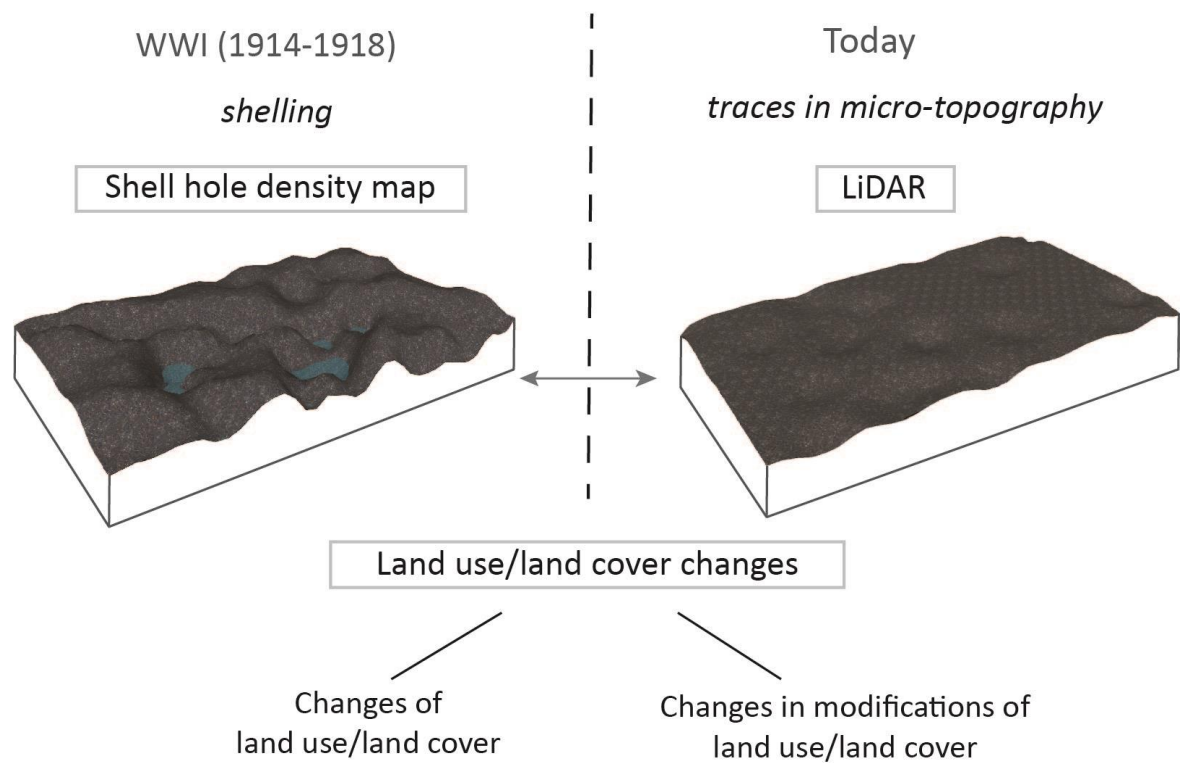 WWI (1914-1918)
shelling
Shell hole density map
Today
traces in micro-topography
LiDAR
Land use/land cover changes
Changes of
land use/land cover
Changes in modifications of
land use/land cover